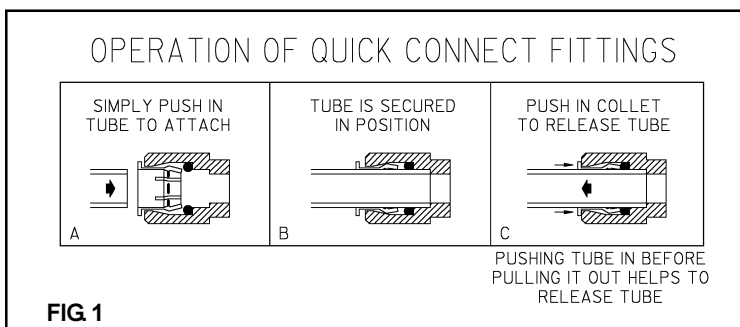 OPERATION OF QUICK CONNECT FITTINGS
SIMPLY PUSH IN
TUBE TO ATTACH
A
TUBE IS SECURED
IN POSITION
B
PUSH IN COLLET
TO RELEASE TUBE
C
PUSHING TUBE IN BEFORE
PULLING IT OUT HELPS TO
RELEASE TUBE
FIG. 1